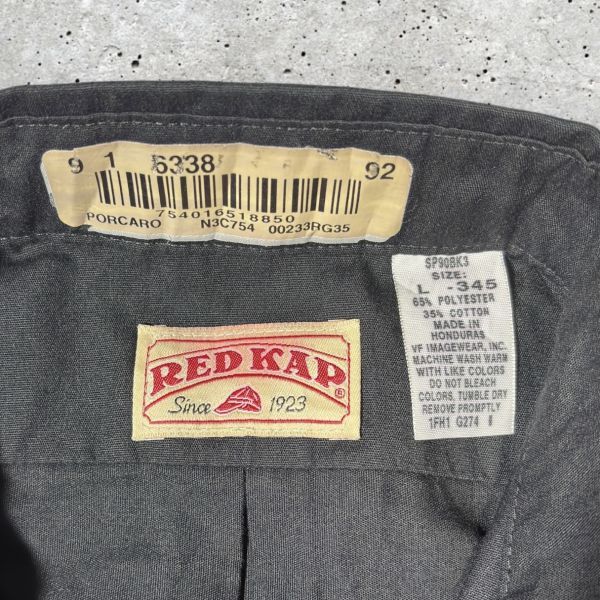 9 1 6338 92
754016518850
PORCARO N3C754 00233RG35
SP90BK3
SIZE:
L -345
65% POLYESTER
35% COTTON
MADE IN
HONDURAS
VF IMAGEWEAR, INC.
MACHINE WASH WARM
WITH LIKE COLORS
DO NOT BLEACH
COLORS, TUMBLE DRY
REMOVE PROMPTLY
1FH1 G274
RED KAP®
Since 1923